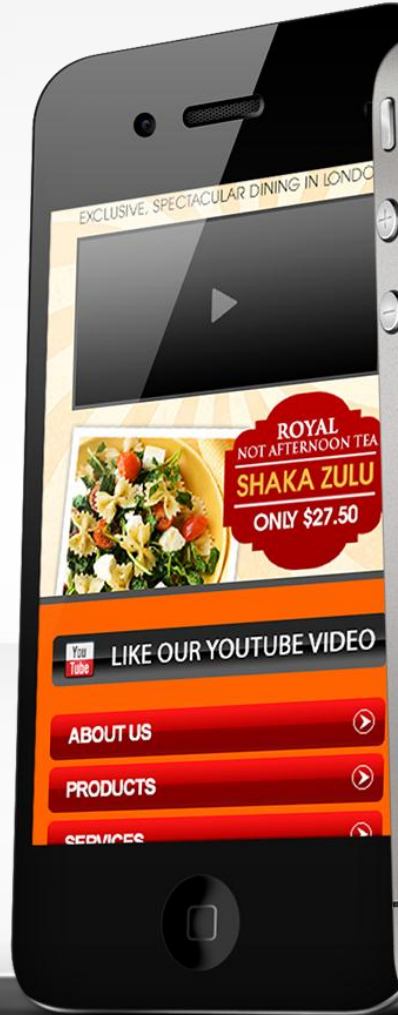 EXCLUSIVE, SPECTACULAR DINING IN LONDO
ROYAL
NOT AFTERNOON TEA
SHAKA ZULU
ONLY $27.50
You
Tube
LIKE OUR YOUTUBE VIDEO
ABOUT US
PRODUCTS
SERVICES